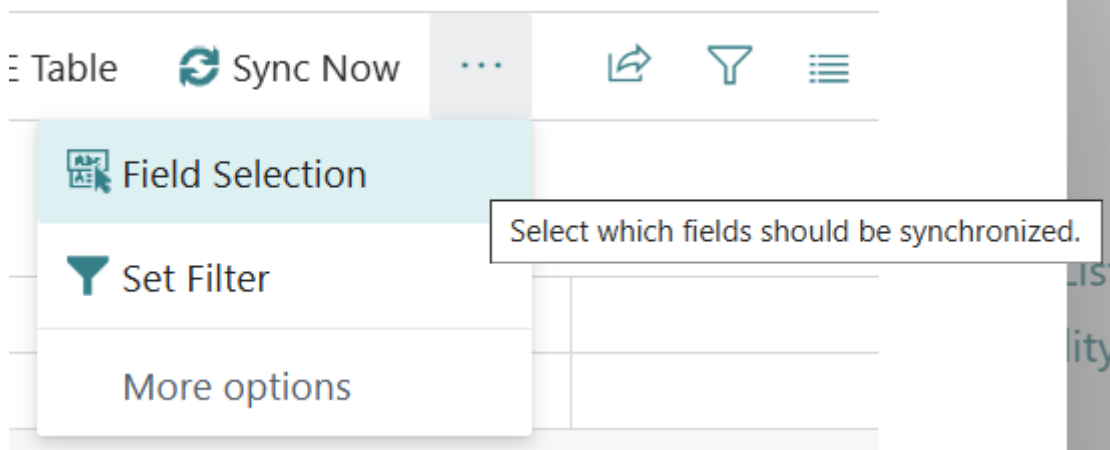 E Table Sync Now ...
Field Selection
Select which fields should be synchronized.
Set Filter
More options